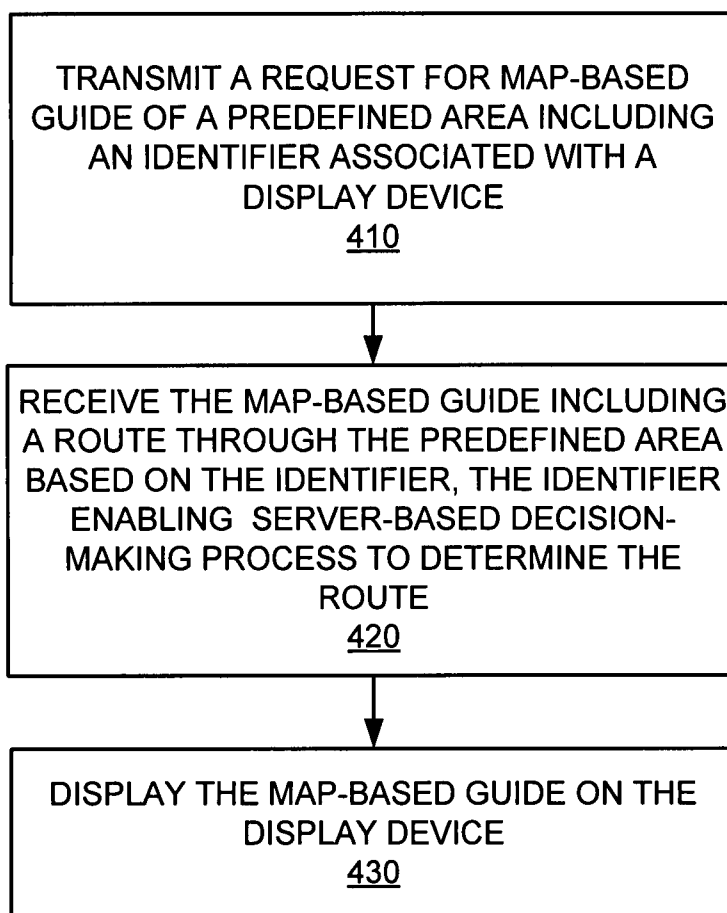 TRANSMIT A REQUEST FOR MAP-BASED
GUIDE OF A PREDEFINED AREA INCLUDING
AN IDENTIFIER ASSOCIATED WITH A
DISPLAY DEVICE
410
RECEIVE THE MAP-BASED GUIDE INCLUDING
A ROUTE THROUGH THE PREDEFINED AREA
BASED ON THE IDENTIFIER, THE IDENTIFIER
ENABLING SERVER-BASED DECISION-
MAKING PROCESS TO DETERMINE THE
ROUTE
420
DISPLAY THE MAP-BASED GUIDE ON THE
DISPLAY DEVICE
430